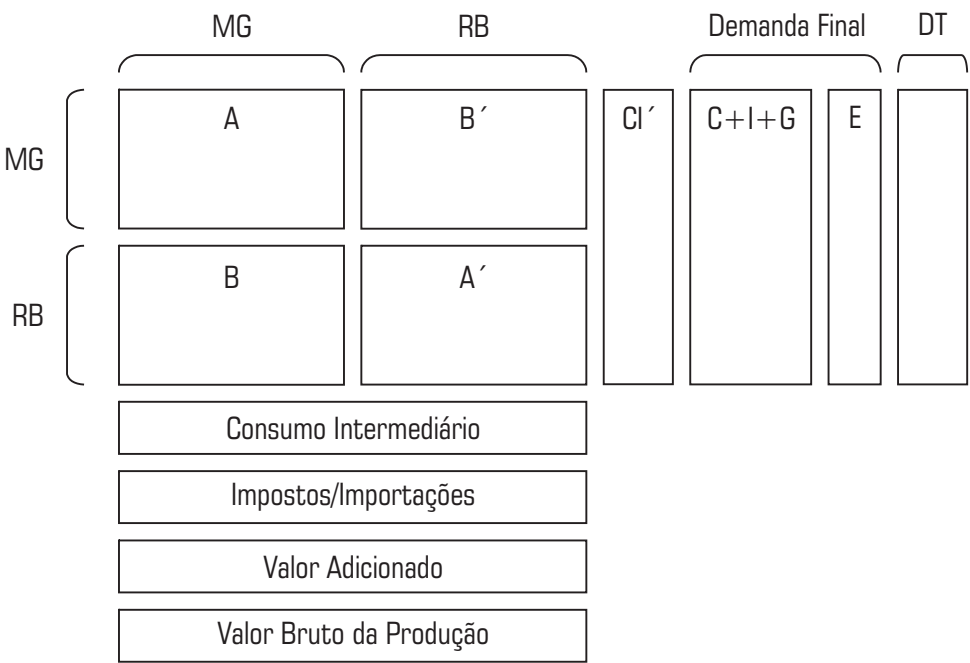 MG RB Demanda Final DT
MG A B´ CI´ C+I+G E
RB B A´
Consumo Intermediário
Impostos/Importações
Valor Adicionado
Valor Bruto da Produção